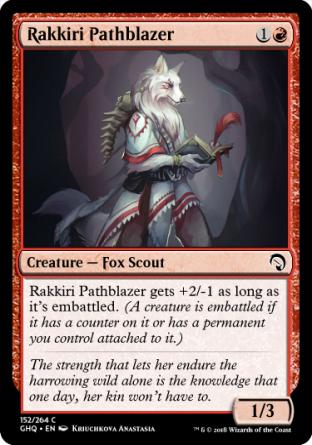 Rakkiri Pathblazer 1
Creature — Fox Scout
Rakkiri Pathblazer gets +2/-1 as long as
it's embattled. (A creature is embattled if
it has a counter on it or has a permanent
you control attached to it.)
The strength that lets her endure the
harrowing wild alone is the knowledge that
one day, her kin won't have to.
1/3
152/264 C
GHQ • EN Kriuchkova Anastasia
™ & © 2018 Wizards of the Coast